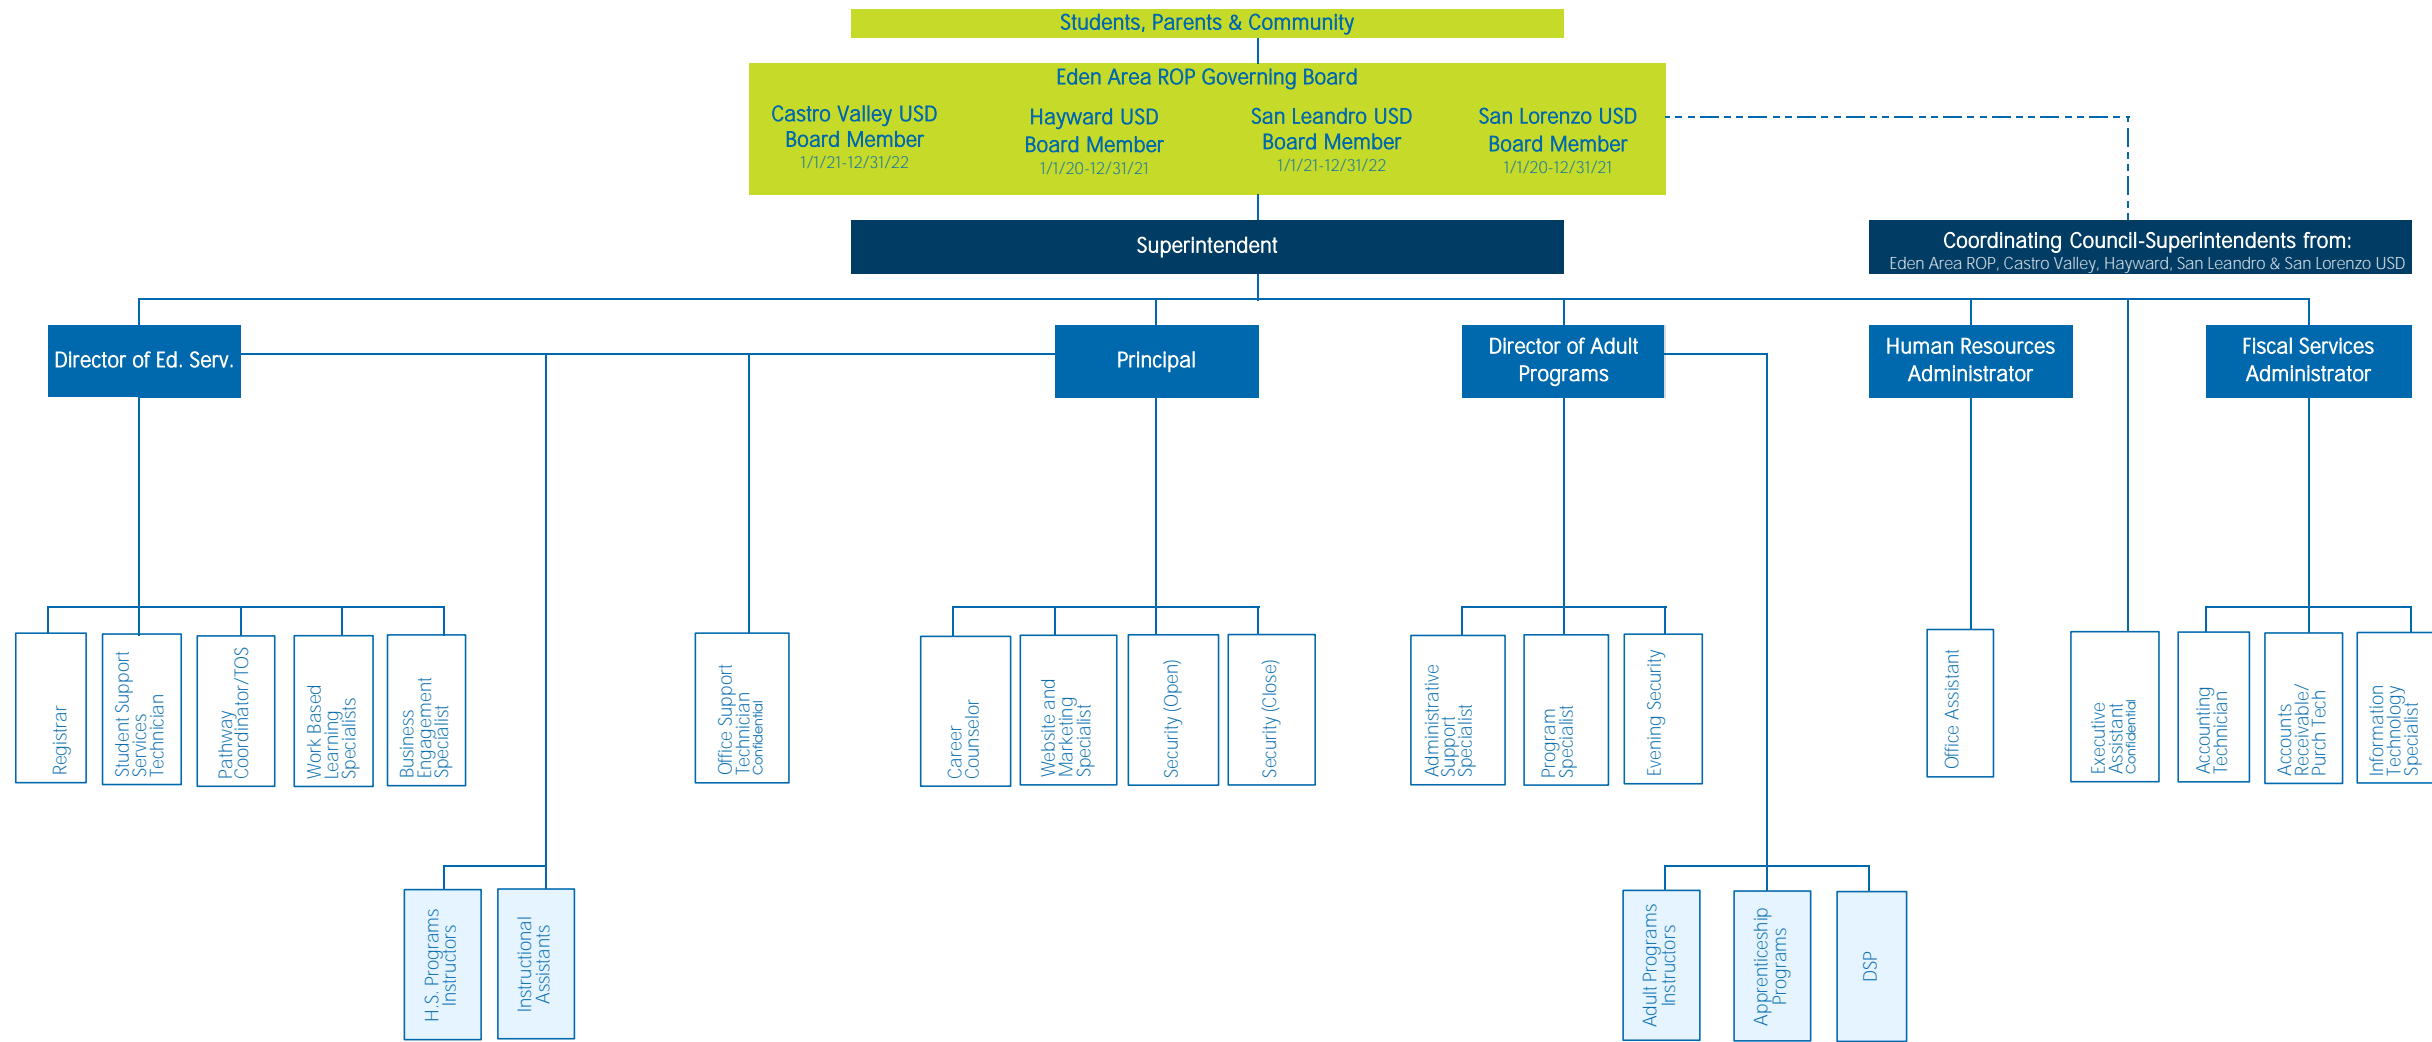 Students, Parents & Community
Eden Area ROP Governing Board
Castro Valley USD
Board Member
1/1/21-12/31/22
Hayward USD
Board Member
1/1/20-12/31/21
San Leandro USD
Board Member
1/1/21-12/31/22
San Lorenzo USD
Board Member
1/1/20-12/31/21
Superintendent
Coordinating Council-Superintendents from:
Eden Area ROP, Castro Valley, Hayward, San Leandro & San Lorenzo USD
Director of Ed. Serv.
Principal
Director of Adult
Programs
Human Resources
Administrator
Fiscal Services
Administrator
Registrar
Student Support
Services
Technician
Pathway
Coordinator/TOS
Work Based
Learning
Specialists
Business
Engagement
Specialist
Office Support
Technician
Confidential
Career
Counselor
Website and
Marketing
Specialist
Security (Open)
Security (Close)
Administrative
Support
Specialist
Program
Specialist
Evening Security
Office Assistant
Executive
Assistant
Confidential
Accounting
Technician
Accounts
Receivable/
Purch Tech
Information
Technology
Specialist
H.S. Programs
Instructors
Instructional
Assistants
Adult Programs
Instructors
Apprenticeship
Programs
DSP